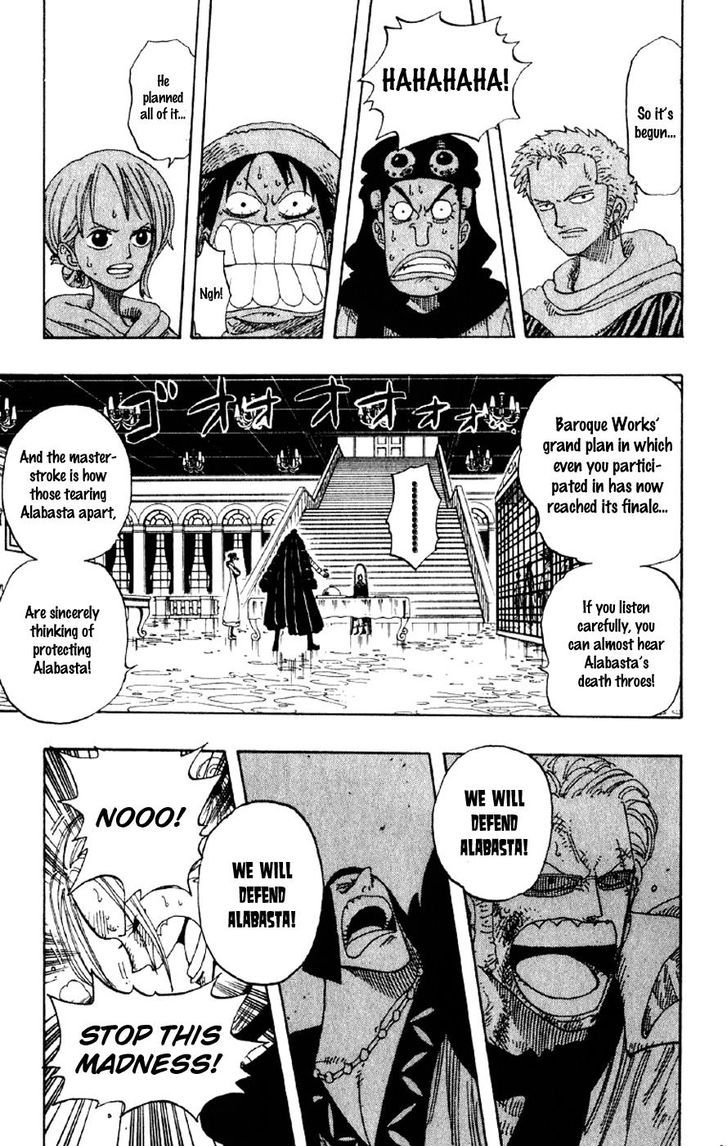 So it's
begun...
HAHAHAHA!
Ngh!
He
planned
all of it...
ゴオオオオオオ
Baroque Works'
grand plan in which
even you partici-
pated in has now
reached its finale...
If you listen
carefully, you
can almost hear
Alabasta's
death throes!
..........
And the master-
stroke is how
those tearing
Alabasta apart,
Are sincerely
thinking of
protecting
Alabasta!
WE WILL
DEFEND
ALABASTA!
WE WILL
DEFEND
ALABASTA!
NOOO!
STOP THIS
MADNESS!